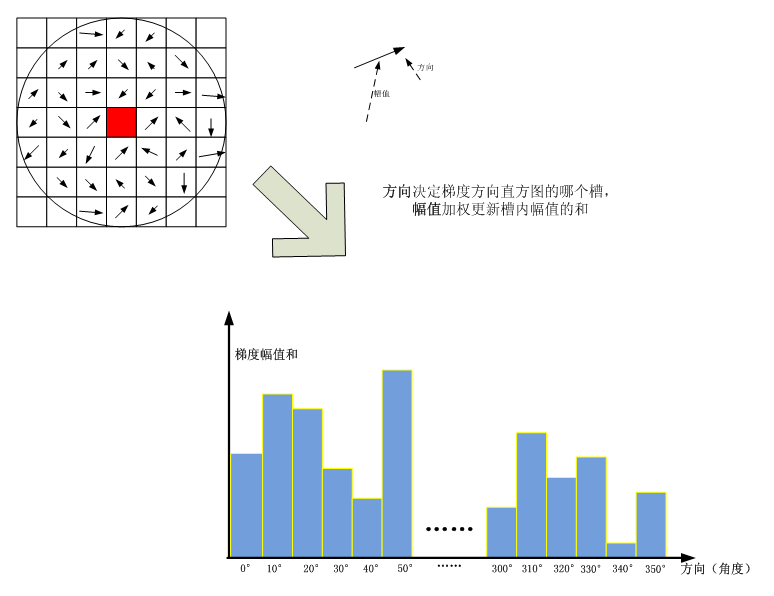 方向
幅值
方向决定梯度方向直方图的哪个槽，
幅值加权更新槽内幅值的和
梯度幅值和
0° 10° 20° 30° 40° 50° …… 300° 310° 320° 330° 340° 350° 方向（角度）